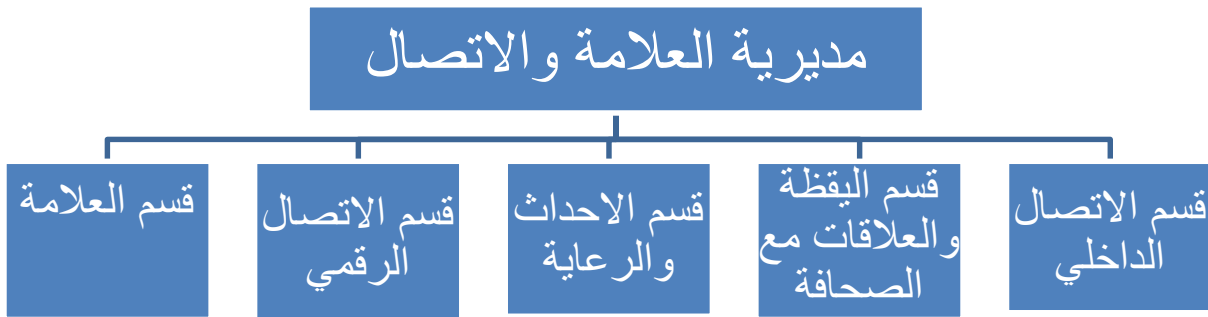 مديرية العلامة والاتصال
قسم الاتصال
الداخلي
قسم اليقظة
والعلاقات مع
الصحافة
قسم الاحداث
والرعاية
قسم الاتصال
الرقمي
قسم العلامة